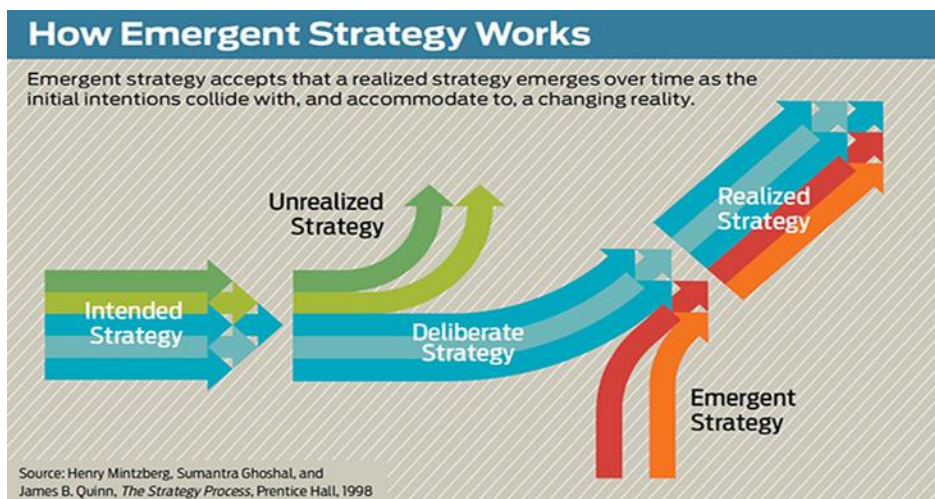 How Emergent Strategy Works
Emergent strategy accepts that a realized strategy emerges over time as the
initial intentions collide with, and accommodate to, a changing reality.
Unrealized
Strategy
Realized
Strategy
Intended
Strategy
Deliberate
Strategy
Emergent
Strategy
Source: Henry Mintzberg, Sumantra Ghoshal, and
James B. Quinn, The Strategy Process, Prentice Hall, 1998